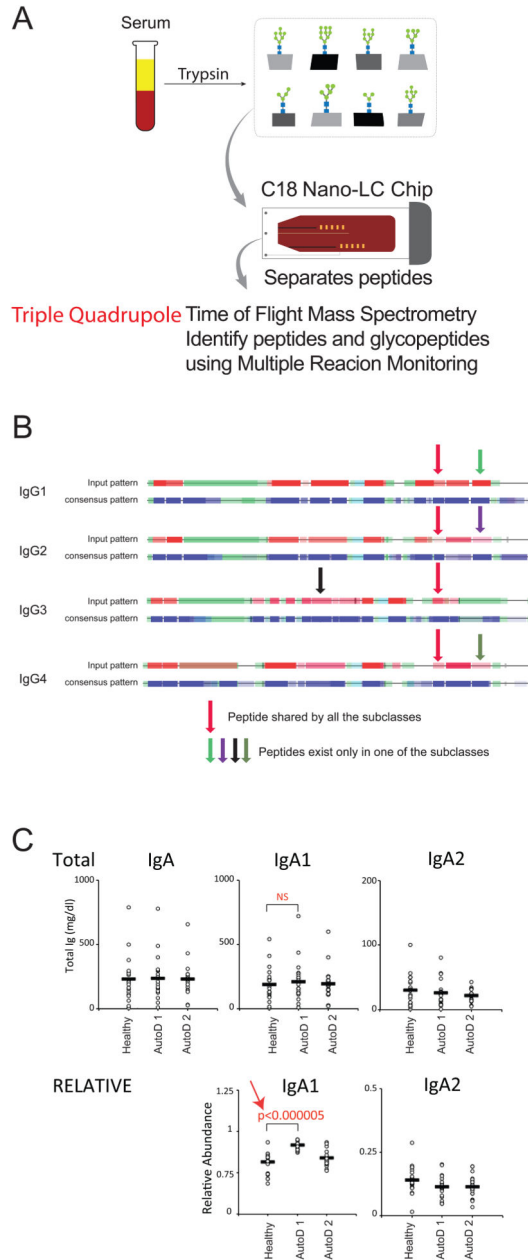 A
Serum
Trypsin
C18 Nano-LC Chip
Separates peptides
Triple Quadrupole Time of Flight Mass Spectrometry
Identify peptides and glycopeptides
using Multiple Reacion Monitoring
B
IgG1
Input pattern
consensus pattern
IgG2
Input pattern
consensus pattern
IgG3
Input pattern
consensus pattern
IgG4
Input pattern
consensus pattern
Peptide shared by all the subclasses
Peptides exist only in one of the subclasses
C
Total IgA IgA1 IgA2
Total Ig (mg/dl)
1000
500
0
Healthy
AutoD 1
AutoD 2
1000
500
0
NS
Healthy
AutoD 1
AutoD 2
200
100
0
Healthy
AutoD 1
AutoD 2
RELATIVE IgA1 IgA2
Relative Abundance
1.25
1
0.75
0
p<0.000005
Healthy
AutoD 1
AutoD 2
0.5
0.25
0
Healthy
AutoD 1
AutoD 2